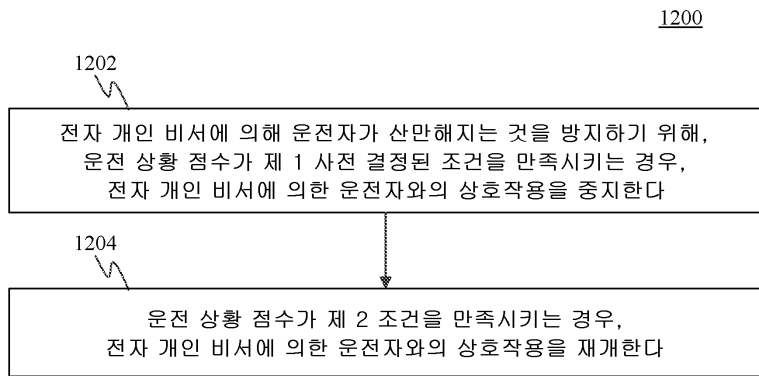 1200
1202
전자 개인 비서에 의해 운전자가 산만해지는 것을 방지하기 위해,
운전 상황 점수가 제 1 사전 결정된 조건을 만족시키는 경우,
전자 개인 비서에 의한 운전자와의 상호작용을 중지한다
1204
운전 상황 점수가 제 2 조건을 만족시키는 경우,
전자 개인 비서에 의한 운전자와의 상호작용을 재개한다